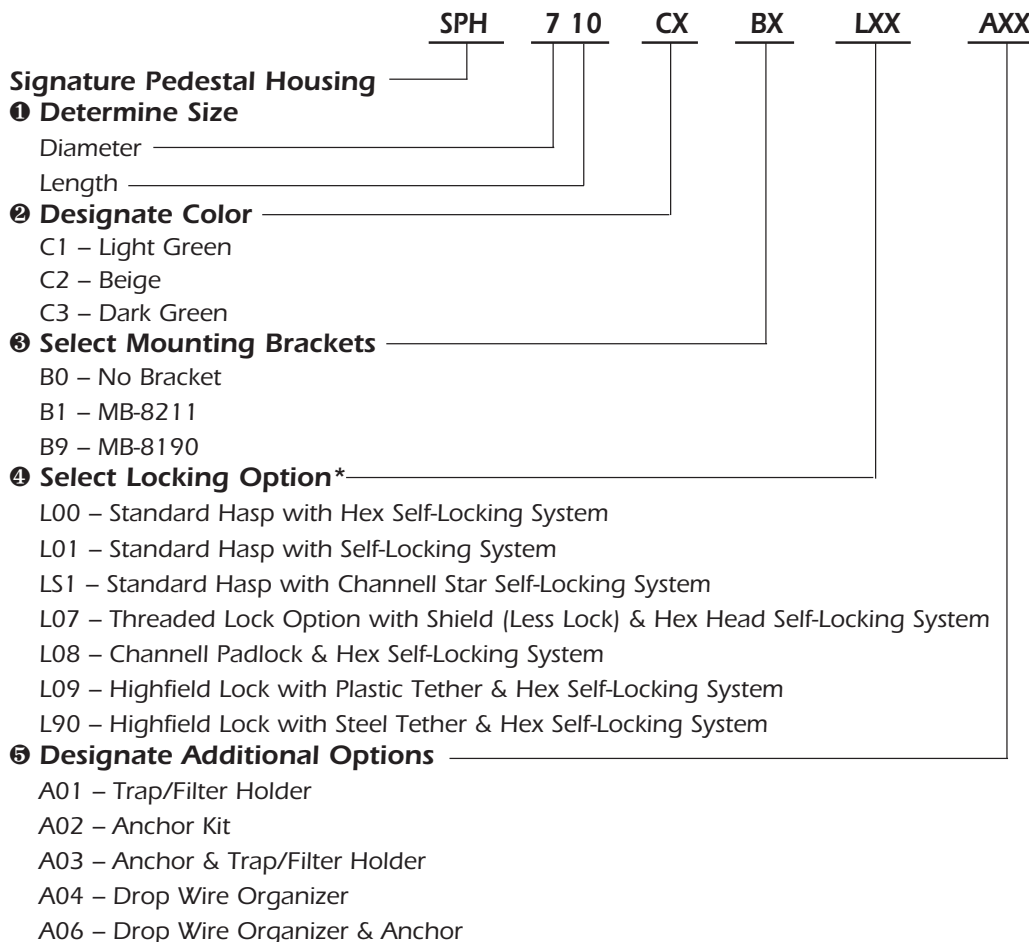 SPH 7 10 CX BX LXX AXX
Signature Pedestal Housing
❶ Determine Size
Diameter
Length
❷ Designate Color
C1 – Light Green
C2 – Beige
C3 – Dark Green
❸ Select Mounting Brackets
B0 – No Bracket
B1 – MB-8211
B9 – MB-8190
❹ Select Locking Option*
L00 – Standard Hasp with Hex Self-Locking System
L01 – Standard Hasp with Self-Locking System
LS1 – Standard Hasp with Channell Star Self-Locking System
L07 – Threaded Lock Option with Shield (Less Lock) & Hex Head Self-Locking System
L08 – Channell Padlock & Hex Self-Locking System
L09 – Highfield Lock with Plastic Tether & Hex Self-Locking System
L90 – Highfield Lock with Steel Tether & Hex Self-Locking System
❺ Designate Additional Options
A01 – Trap/Filter Holder
A02 – Anchor Kit
A03 – Anchor & Trap/Filter Holder
A04 – Drop Wire Organizer
A06 – Drop Wire Organizer & Anchor